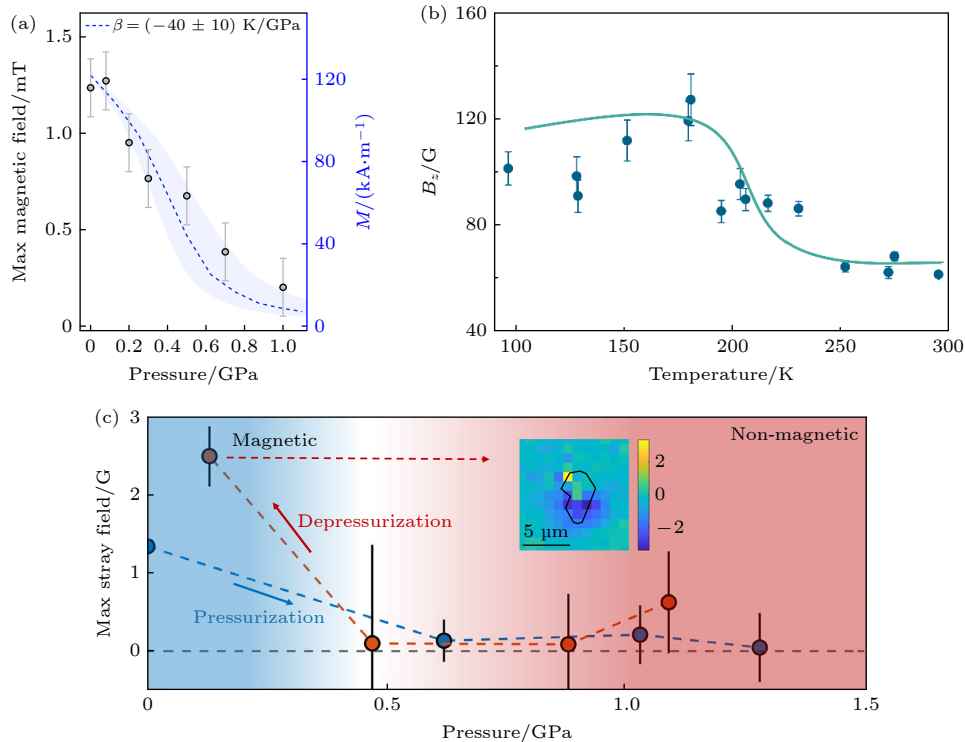 (a)
β = (−40 ± 10) K/GPa
Max magnetic field/mT
1.5
1.0
0.5
0
0 0.2 0.4 0.6 0.8 1.0
Pressure/GPa
120
80
40
0
M/(kA·m−1)
(b)
160
120
80
40
Bz/G
100 150 200 250 300
Temperature/K
(c)
3
2
1
0
Max stray field/G
Magnetic
Non-magnetic
Depressurization
Pressurization
5 µm
2
0
−2
0 0.5 1.0 1.5
Pressure/GPa